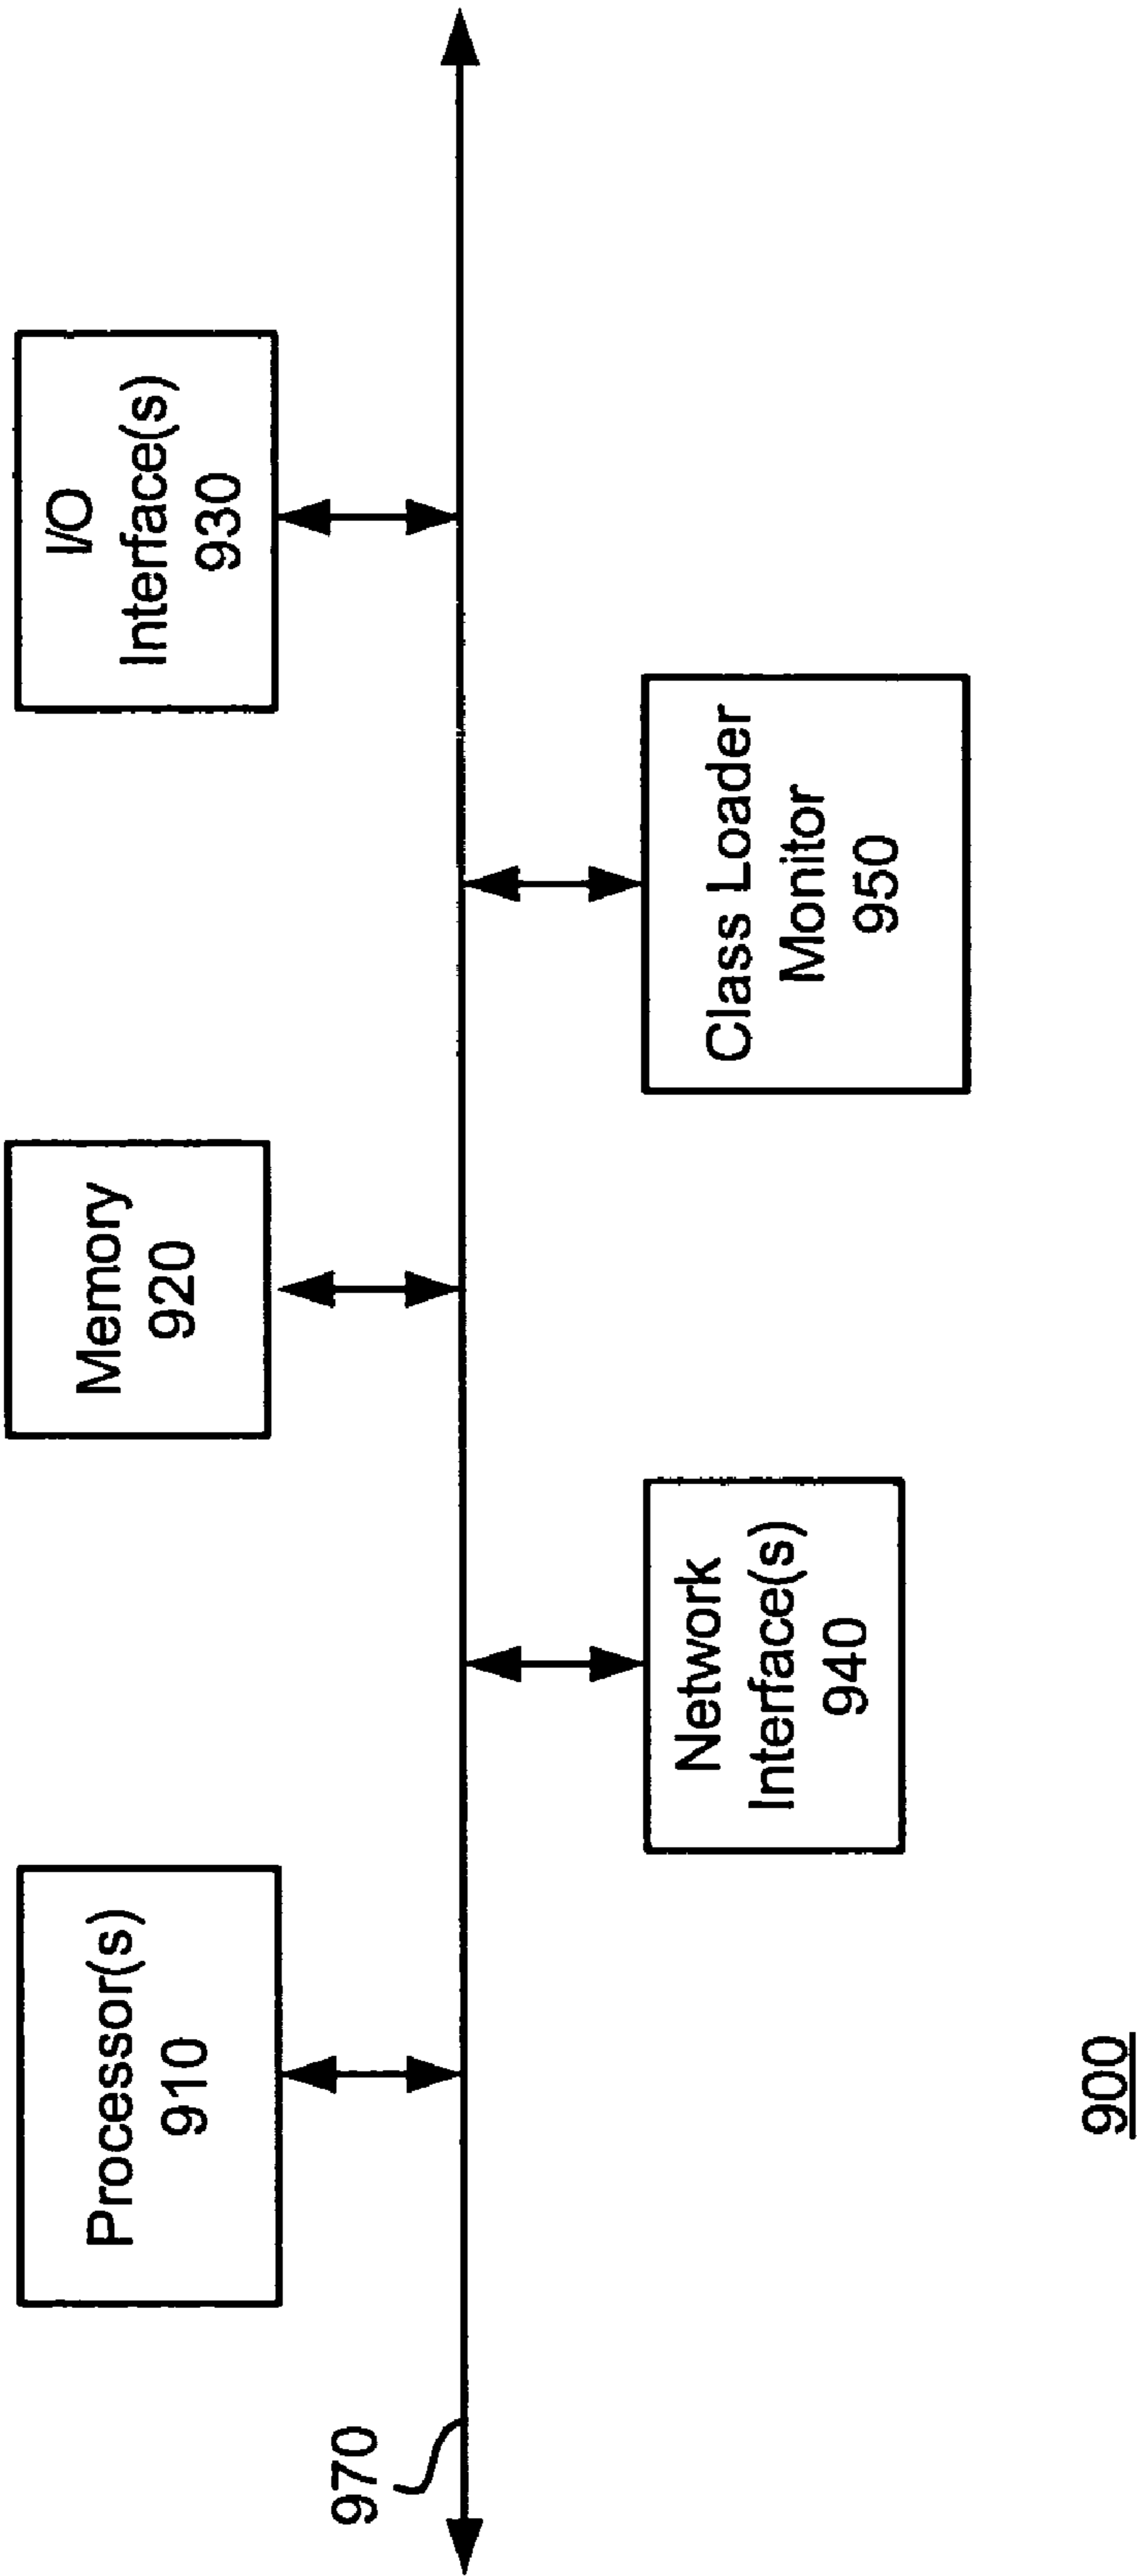 Processor(s)
910
Memory
920
I/O
Interface(s)
930
970
Network
Interface(s)
940
Class Loader
Monitor
950
900